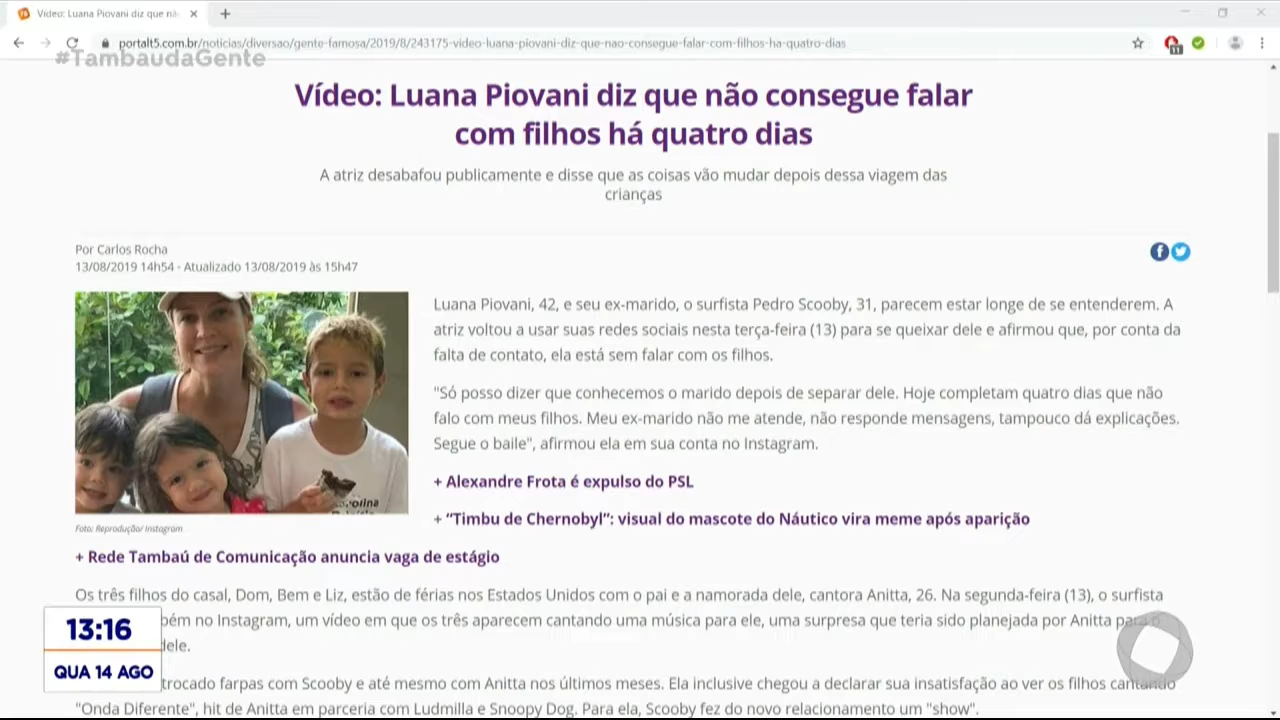 Vídeo: Luana Piovani diz que nã
portalt5.com.br/noticias/diversao/gente-famosa/2019/8/243175-video-luana-piovani-diz-que-nao-consegue-falar-com-filhos-ha-quatro-dias
11
#TambaudaGente
Vídeo: Luana Piovani diz que não consegue falar
com filhos há quatro dias
A atriz desabafou publicamente e disse que as coisas vão mudar depois dessa viagem das
crianças
Por Carlos Rocha
13/08/2019 14h54 - Atualizado 13/08/2019 às 15h47
Luana Piovani, 42, e seu ex-marido, o surfista Pedro Scooby, 31, parecem estar longe de se entenderem. A
atriz voltou a usar suas redes sociais nesta terça-feira (13) para se queixar dele e afirmou que, por conta da
falta de contato, ela está sem falar com os filhos.
"Só posso dizer que conhecemos o marido depois de separar dele. Hoje completam quatro dias que não
falo com meus filhos. Meu ex-marido não me atende, não responde mensagens, tampouco dá explicações.
Segue o baile", afirmou ela em sua conta no Instagram.
+ Alexandre Frota é expulso do PSL
Foto: Reprodução/ Instagram
+ “Timbu de Chernobyl”: visual do mascote do Náutico vira meme após aparição
+ Rede Tambaú de Comunicação anuncia vaga de estágio
Os três filhos do casal, Dom, Bem e Liz, estão de férias nos Estados Unidos com o pai e a namorada dele, cantora Anitta, 26. Na segunda-feira (13), o surfista
bém no Instagram, um vídeo em que os três aparecem cantando uma música para ele, uma surpresa que teria sido planejada por Anitta para o
dele.
trocado farpas com Scooby e até mesmo com Anitta nos últimos meses. Ela inclusive chegou a declarar sua insatisfação ao ver os filhos cantando
"Onda Diferente", hit de Anitta em parceria com Ludmilla e Snoopy Dog. Para ela, Scooby fez do novo relacionamento um "show".
13:16
QUA 14 AGO